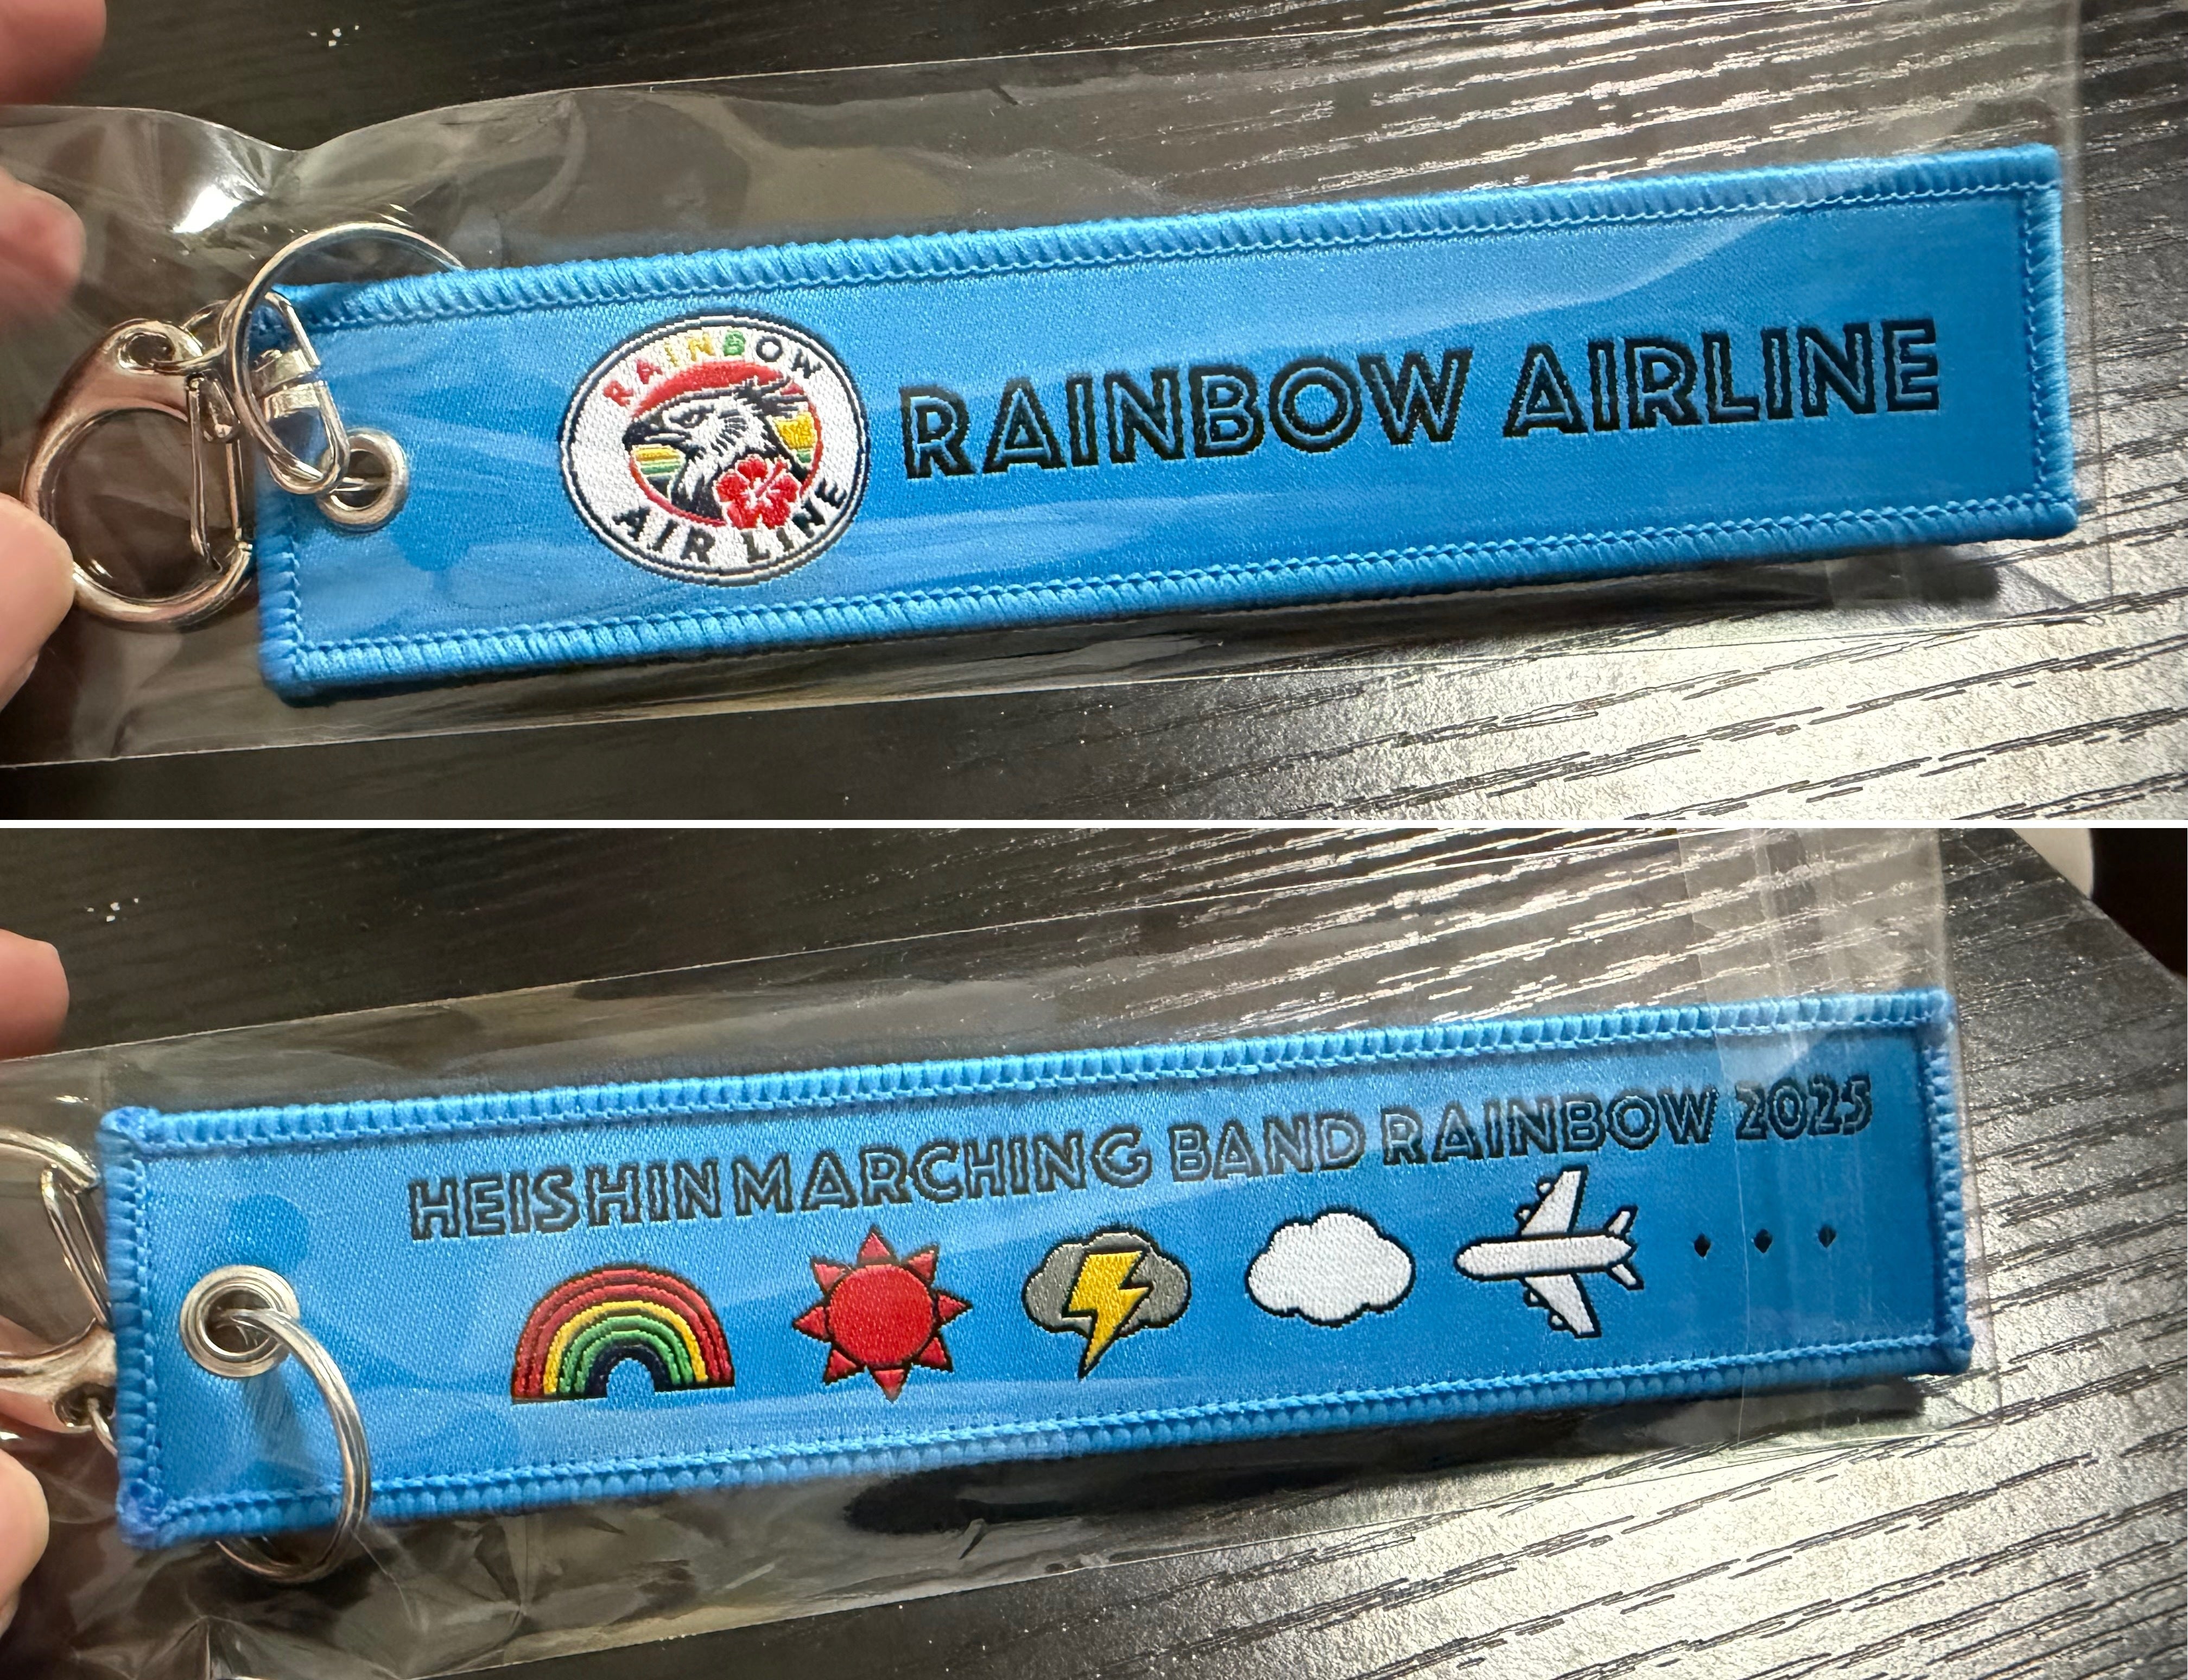 RAINBOW
AIR LINE
RAINBOW AIRLINE
HEISHIN MARCHING BAND RAINBOW 2025